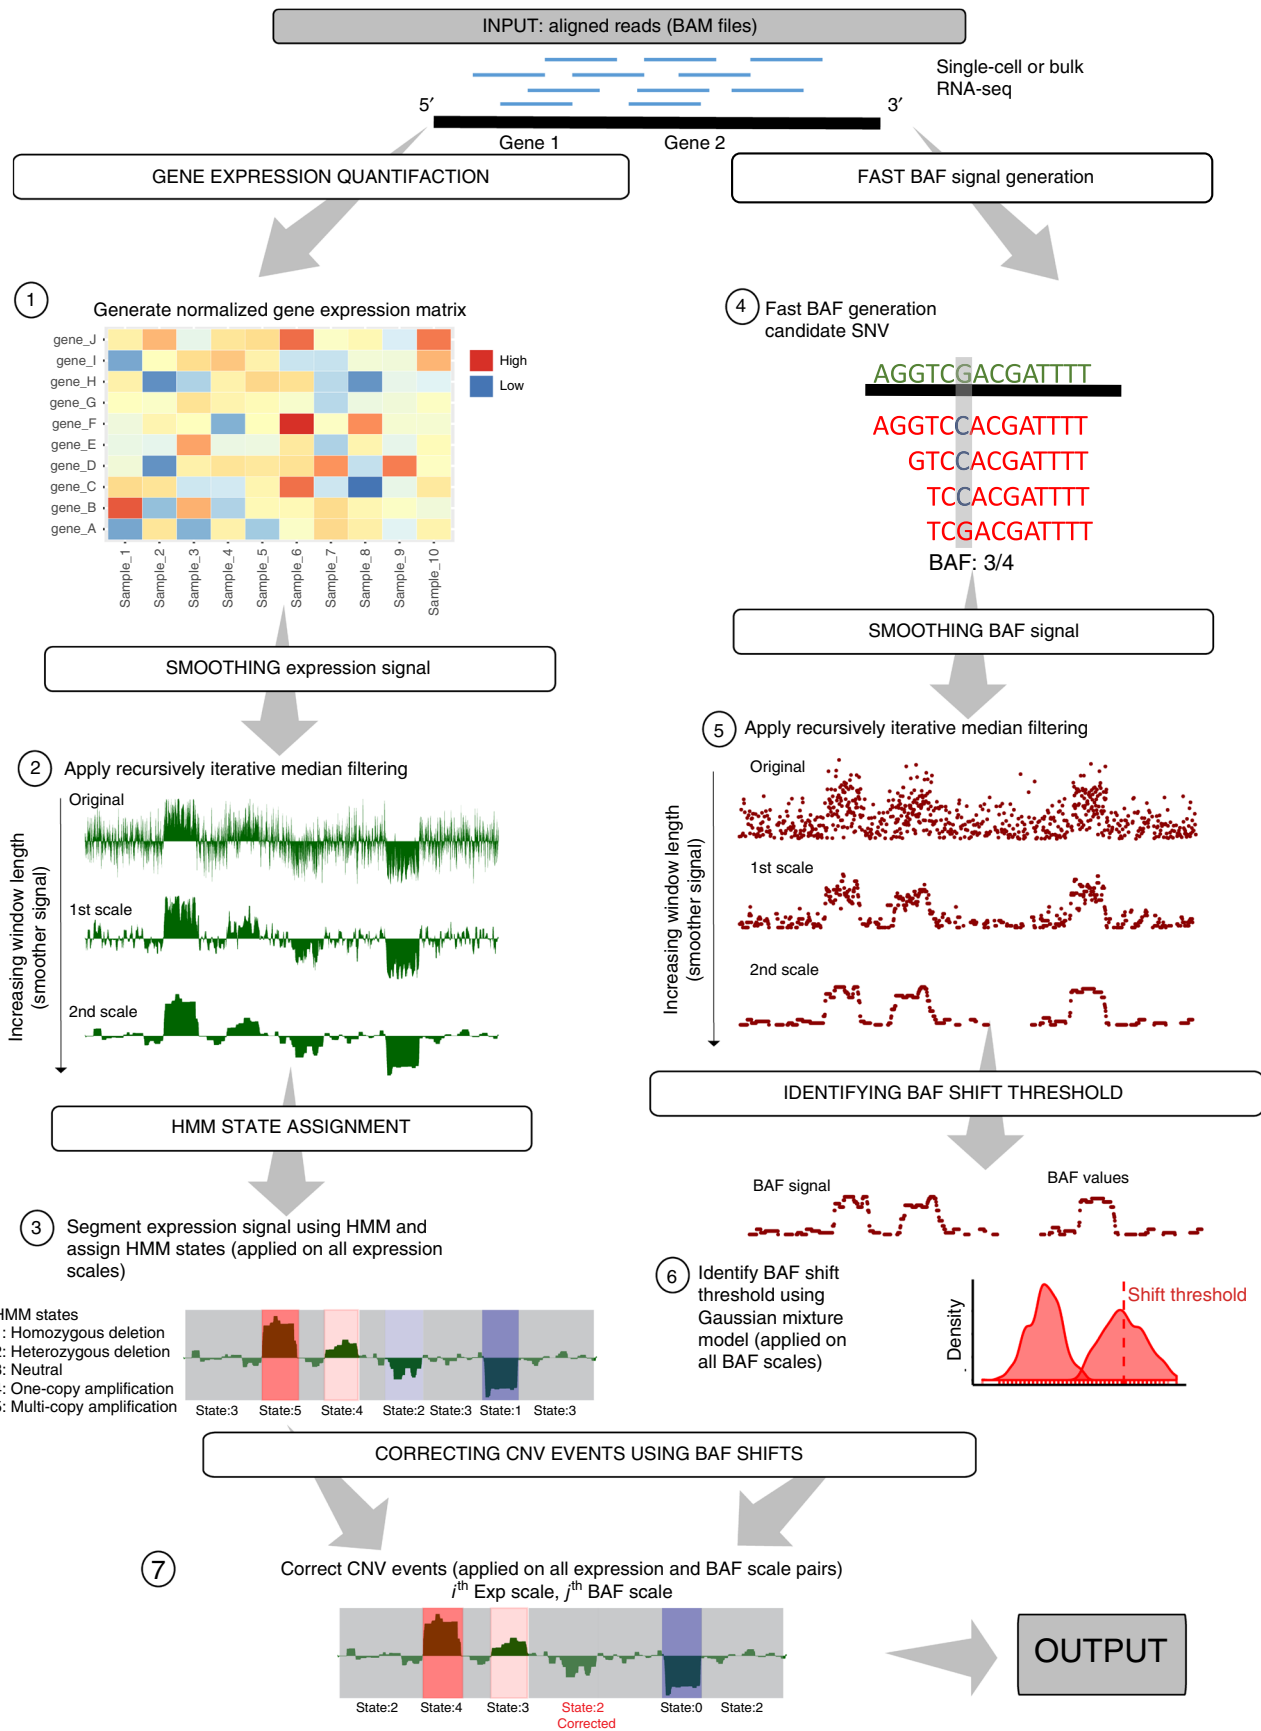 INPUT: aligned reads (BAM files)
Single-cell or bulk
RNA-seq
5′
3′
Gene 1
Gene 2
GENE EXPRESSION QUANTIFACTION
FAST BAF signal generation
1
Generate normalized gene expression matrix
gene_J
gene_I
gene_H
gene_G
gene_F
gene_E
gene_D
gene_C
gene_B
gene_A
High
Low
Sample_1
Sample_2
Sample_3
Sample_4
Sample_5
Sample_6
Sample_7
Sample_8
Sample_9
Sample_10
4
Fast BAF generation
candidate SNV
AGGTCGACGATTTT
AGGTCCACGATTTT
GTCCACGATTTT
TCCACGATTTT
TCGACGATTTT
BAF: 3/4
SMOOTHING expression signal
SMOOTHING BAF signal
2
Apply recursively iterative median filtering
Increasing window length
(smoother signal)
Original
1st scale
2nd scale
5
Apply recursively iterative median filtering
Increasing window length
(smoother signal)
Original
1st scale
2nd scale
HMM STATE ASSIGNMENT
IDENTIFYING BAF SHIFT THRESHOLD
BAF signal
BAF values
3
Segment expression signal using HMM and
assign HMM states (applied on all expression
scales)
HMM states
1: Homozygous deletion
2: Heterozygous deletion
3: Neutral
4: One-copy amplification
5: Multi-copy amplification
State:3
State:5
State:4
State:2
State:3
State:1
State:3
6
Identify BAF shift
threshold using
Gaussian mixture
model (applied on
all BAF scales)
Density
Shift threshold
CORRECTING CNV EVENTS USING BAF SHIFTS
7
Correct CNV events (applied on all expression and BAF scale pairs)
i th Exp scale, j th BAF scale
State:2
State:4
State:3
State:2
Corrected
State:0
State:2
OUTPUT